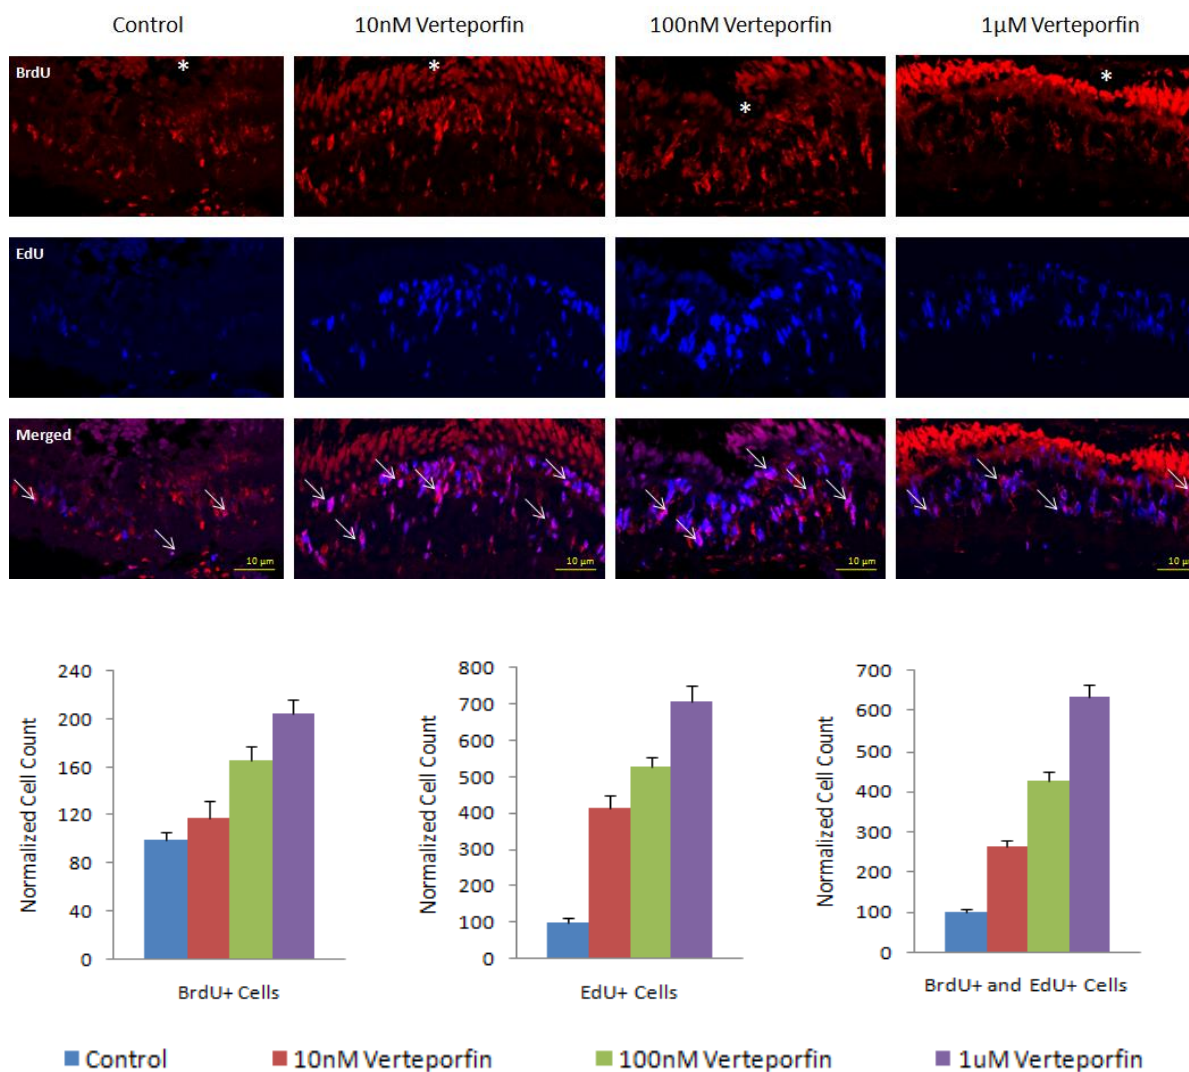 Control 10nM Verteporfin 100nM Verteporfin 1µM Verteporfin
BrdU
* * * *
EdU
Merged
10 µm 10 µm 10 µm 10 µm
Normalized Cell Count
240
200
160
120
80
40
0
BrdU+ Cells
Normalized Cell Count
800
700
600
500
400
300
200
100
0
EdU+ Cells
Normalized Cell Count
700
600
500
400
300
200
100
0
BrdU+ and EdU+ Cells
Control 10nM Verteporfin 100nM Verteporfin 1uM Verteporfin